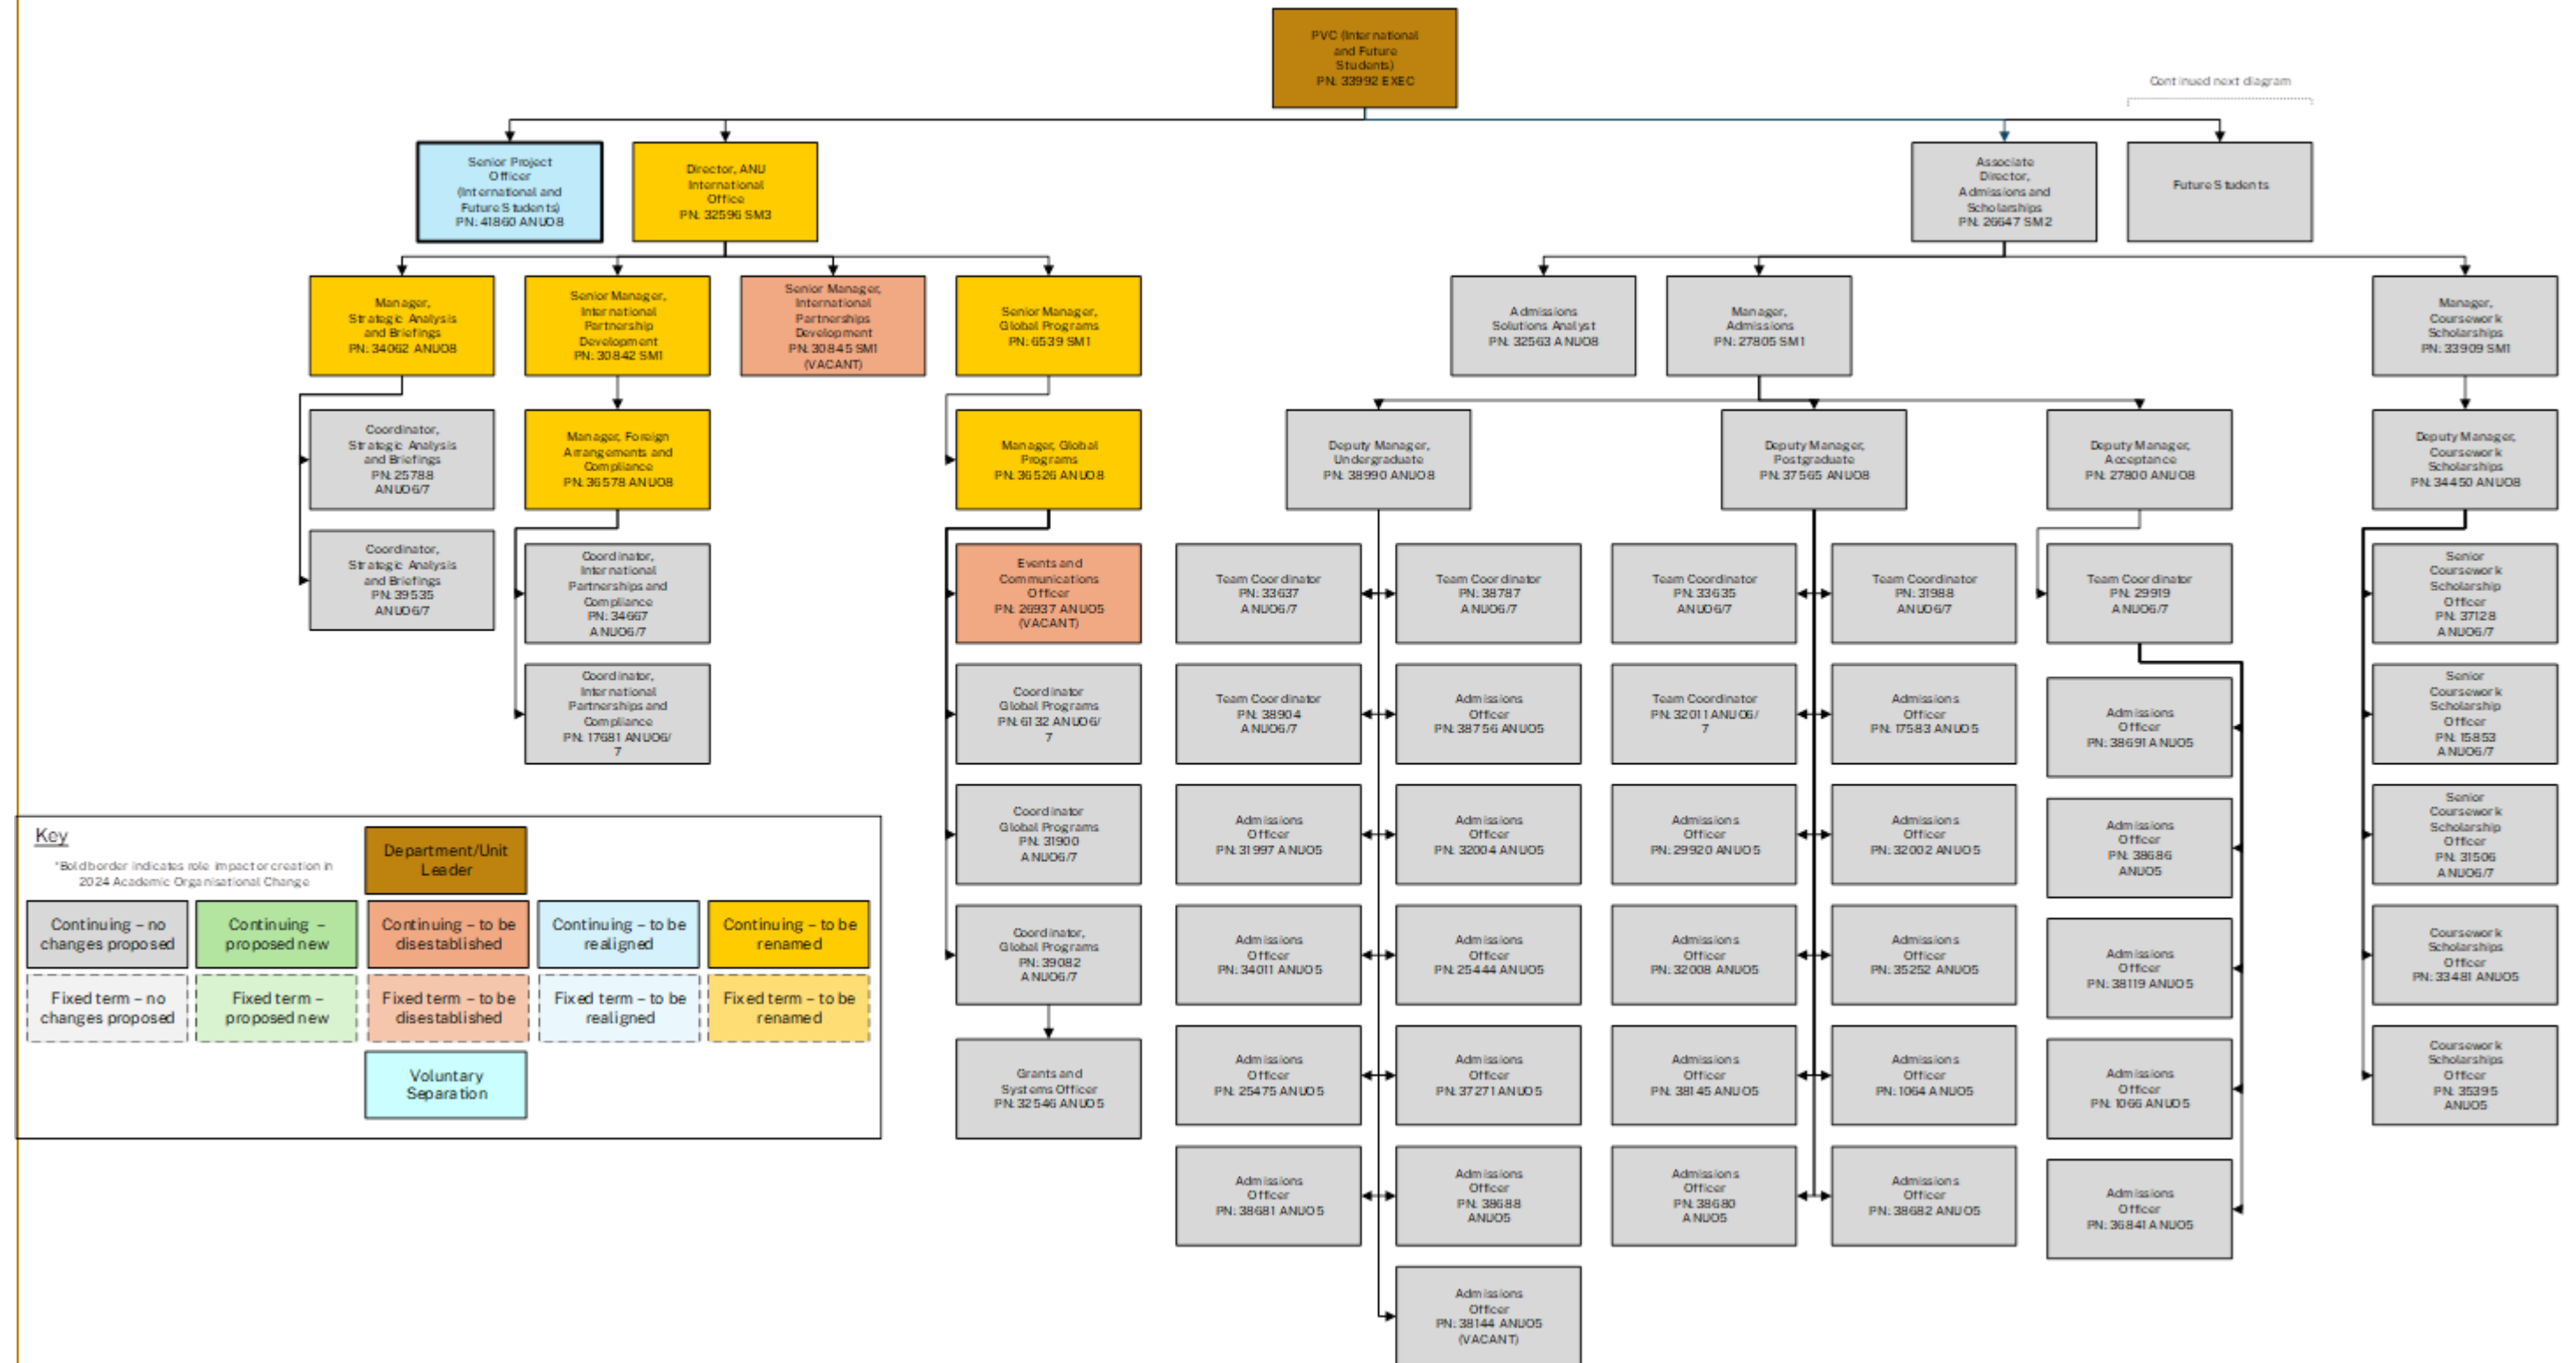 PVC (International
and Future
Students)
PN: 33992 EXEC
Continued next diagram
Senior Project
Officer
(International and
Future Students)
PN: 41860 ANUO8
Director, ANU
International
Office
PN: 32596 SM3
Associate
Director,
Admissions and
Scholarships
PN: 26647 SM2
Future Students
Manager,
Strategic Analysis
and Briefings
PN: 34062 ANUO8
Senior Manager,
International
Partnership
Development
PN: 30842 SM1
Senior Manager,
International
Partnerships
Development
PN: 30845 SM1
(VACANT)
Senior Manager,
Global Programs
PN: 6539 SM1
Admissions
Solutions Analyst
PN: 32563 ANUO8
Manager,
Admissions
PN: 27805 SM1
Manager,
Coursework
Scholarships
PN: 33909 SM1
Coordinator,
Strategic Analysis
and Briefings
PN: 25788
ANUO6/7
Manager, Foreign
Arrangements and
Compliance
PN: 36578 ANUO8
Manager, Global
Programs
PN: 36526 ANUO8
Deputy Manager,
Undergraduate
PN: 38990 ANUO8
Deputy Manager,
Postgraduate
PN: 37565 ANUO8
Deputy Manager,
Acceptance
PN: 27800 ANUO8
Deputy Manager,
Coursework
Scholarships
PN: 34450 ANUO8
Coordinator,
Strategic Analysis
and Briefings
PN: 39535
ANUO6/7
Coordinator,
International
Partnerships and
Compliance
PN: 34667
ANUO6/7
Events and
Communications
Officer
PN: 26937 ANUO5
(VACANT)
Team Coordinator
PN: 33637
ANUO6/7
Team Coordinator
PN: 38787
ANUO6/7
Team Coordinator
PN: 33635
ANUO6/7
Team Coordinator
PN: 31988
ANUO6/7
Team Coordinator
PN: 29919
ANUO6/7
Senior
Coursework
Scholarship
Officer
PN: 37128
ANUO6/7
Coordinator,
International
Partnerships and
Compliance
PN: 17681 ANUO6/
7
Coordinator
Global Programs
PN: 6132 ANUO6/
7
Team Coordinator
PN: 38904
ANUO6/7
Admissions
Officer
PN: 38756 ANUO5
Team Coordinator
PN: 32011 ANUO6/
7
Admissions
Officer
PN: 17583 ANUO5
Admissions
Officer
PN: 38691 ANUO5
Senior
Coursework
Scholarship
Officer
PN: 15853
ANUO6/7
Coordinator
Global Programs
PN: 31900
ANUO6/7
Admissions
Officer
PN: 31997 ANUO5
Admissions
Officer
PN: 32004 ANUO5
Admissions
Officer
PN: 29920 ANUO5
Admissions
Officer
PN: 32002 ANUO5
Admissions
Officer
PN: 38686
ANUO5
Senior
Coursework
Scholarship
Officer
PN: 31506
ANUO6/7
Coordinator,
Global Programs
PN: 39082
ANUO6/7
Admissions
Officer
PN: 34011 ANUO5
Admissions
Officer
PN: 25444 ANUO5
Admissions
Officer
PN: 32008 ANUO5
Admissions
Officer
PN: 35252 ANUO5
Admissions
Officer
PN: 38119 ANUO5
Coursework
Scholarships
Officer
PN: 33481 ANUO5
Grants and
Systems Officer
PN: 32546 ANUO5
Admissions
Officer
PN: 25475 ANUO5
Admissions
Officer
PN: 37271 ANUO5
Admissions
Officer
PN: 38145 ANUO5
Admissions
Officer
PN: 1064 ANUO5
Admissions
Officer
PN: 1066 ANUO5
Coursework
Scholarships
Officer
PN: 35395
ANUO5
Admissions
Officer
PN: 38681 ANUO5
Admissions
Officer
PN: 38688
ANUO5
Admissions
Officer
PN: 38680
ANUO5
Admissions
Officer
PN: 38682 ANUO5
Admissions
Officer
PN: 36841 ANUO5
Admissions
Officer
PN: 38144 ANUO5
(VACANT)
Key
*Bold border indicates role impact or creation in
2024 Academic Organisational Change
Department/Unit
Leader
Continuing – no
changes proposed
Continuing –
proposed new
Continuing – to be
disestablished
Continuing – to be
realigned
Continuing – to be
renamed
Fixed term – no
changes proposed
Fixed term –
proposed new
Fixed term – to be
disestablished
Fixed term – to be
realigned
Fixed term – to be
renamed
Voluntary
Separation